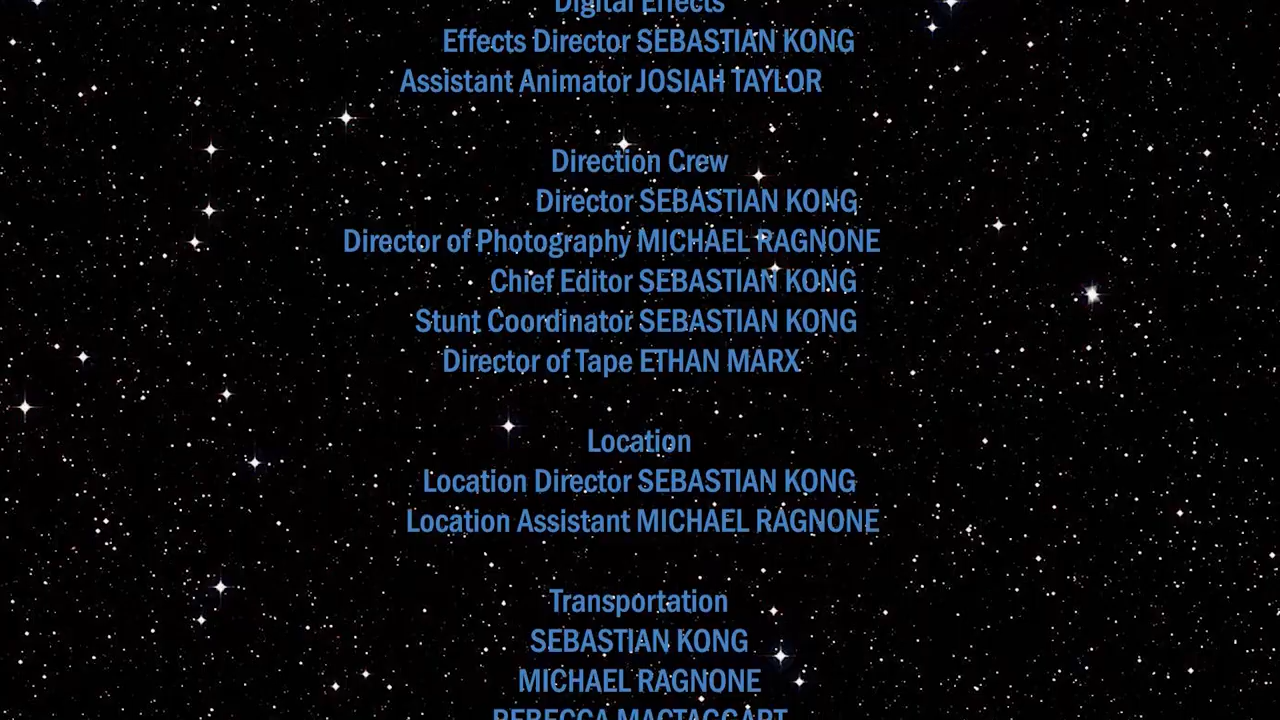 Digital Effects
Effects Director SEBASTIAN KONG
Assistant Animator JOSIAH TAYLOR
Direction Crew
Director SEBASTIAN KONG
Director of Photography MICHAEL RAGNONE
Chief Editor SEBASTIAN KONG
Stunt Coordinator SEBASTIAN KONG
Director of Tape ETHAN MARX
Location
Location Director SEBASTIAN KONG
Location Assistant MICHAEL RAGNONE
Transportation
SEBASTIAN KONG
MICHAEL RAGNONE
REBECCA MACTAGGART